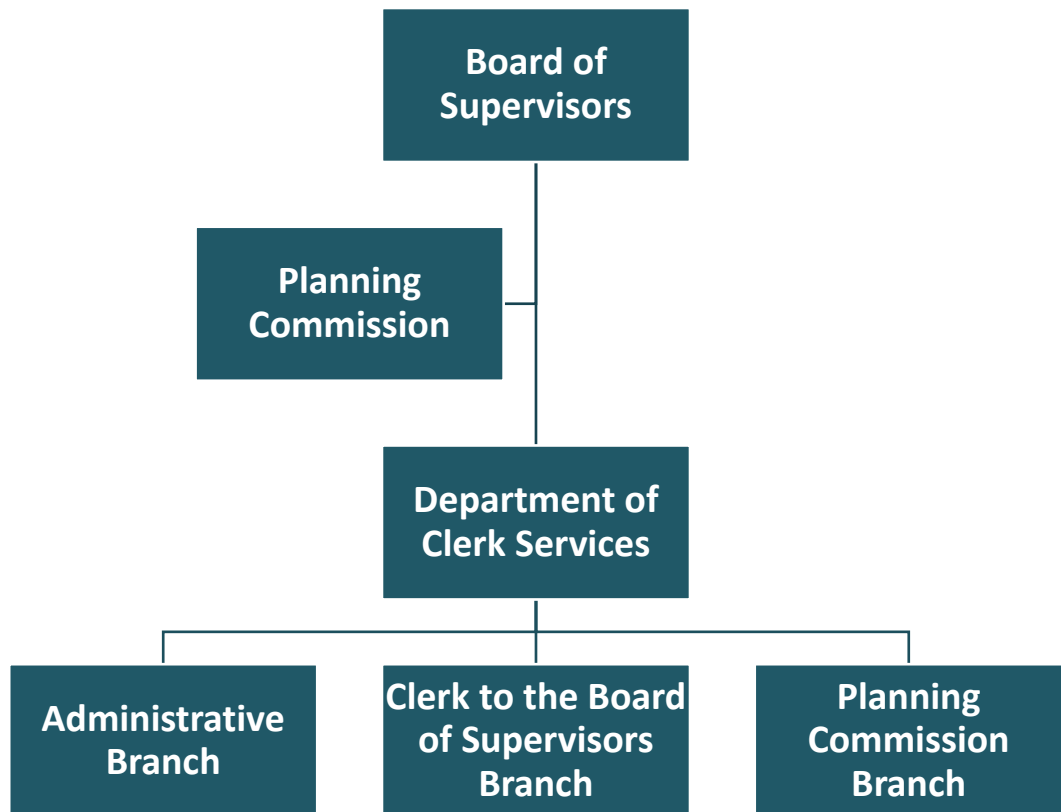 Board of
Supervisors
Planning
Commission
Department of
Clerk Services
Administrative
Branch
Clerk to the Board
of Supervisors
Branch
Planning
Commission
Branch